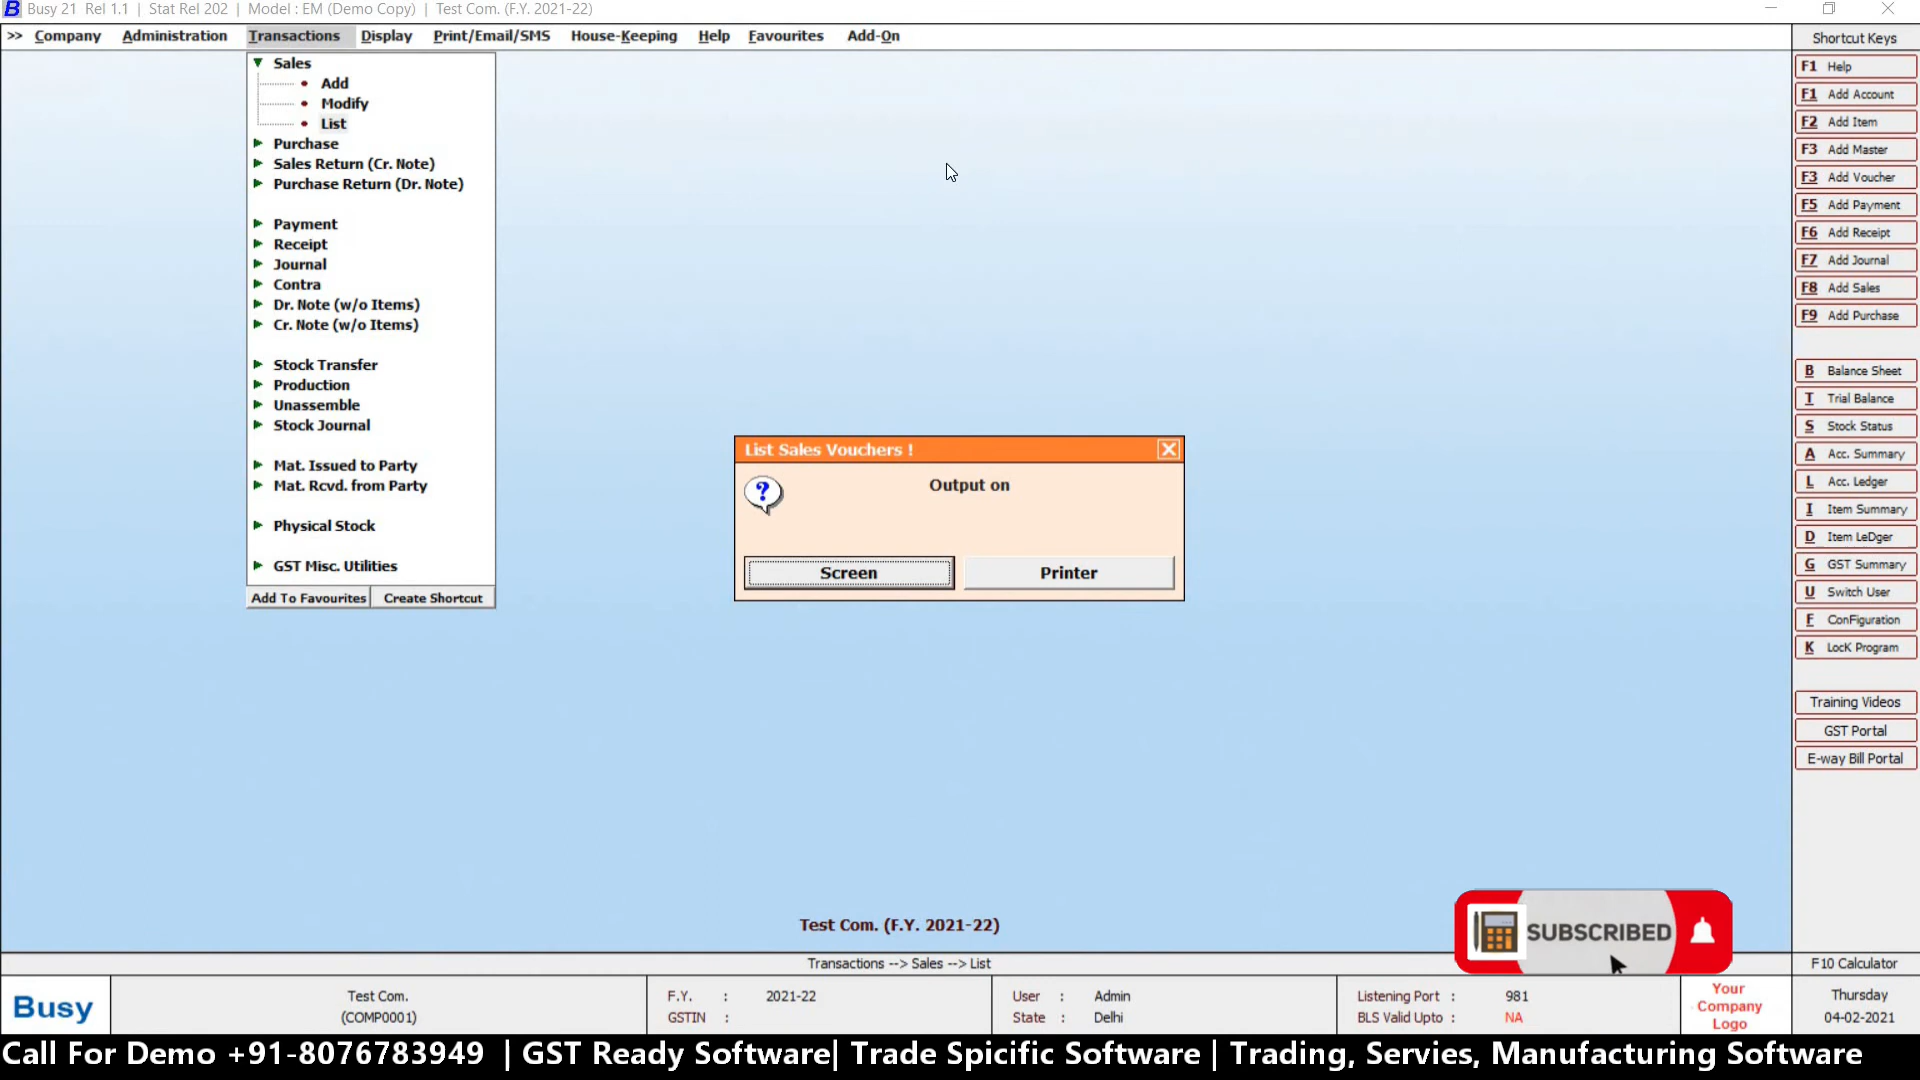 B Busy 21 Rel 1.1 | Stat Rel 202 | Model : EM (Demo Copy) | Test Com. (F.Y. 2021-22)
>> Company Administration Transactions Display Print/Email/SMS House-Keeping Help Favourites Add-On
Sales
Add
Modify
List
Purchase
Sales Return (Cr. Note)
Purchase Return (Dr. Note)
Payment
Receipt
Journal
Contra
Dr. Note (w/o Items)
Cr. Note (w/o Items)
Stock Transfer
Production
Unassemble
Stock Journal
Mat. Issued to Party
Mat. Rcvd. from Party
Physical Stock
GST Misc. Utilities
Add To Favourites Create Shortcut
List Sales Vouchers !
?
Output on
Screen Printer
Shortcut Keys
F1 Help
F1 Add Account
F2 Add Item
F3 Add Master
F3 Add Voucher
F5 Add Payment
F6 Add Receipt
F7 Add Journal
F8 Add Sales
F9 Add Purchase
B Balance Sheet
T Trial Balance
S Stock Status
A Acc. Summary
L Acc. Ledger
I Item Summary
D Item LeDger
G GST Summary
U Switch User
F ConFiguration
K LocK Program
Training Videos
GST Portal
E-way Bill Portal
Test Com. (F.Y. 2021-22)
SUBSCRIBED
Transactions --> Sales --> List
F10 Calculator
Busy
Test Com.
(COMP0001)
F.Y. : 2021-22
GSTIN :
User : Admin
State : Delhi
Listening Port : 981
BLS Valid Upto : NA
Your
Company
Logo
Thursday
04-02-2021
Call For Demo +91-8076783949 | GST Ready Software| Trade Spicific Software | Trading, Servies, Manufacturing Software